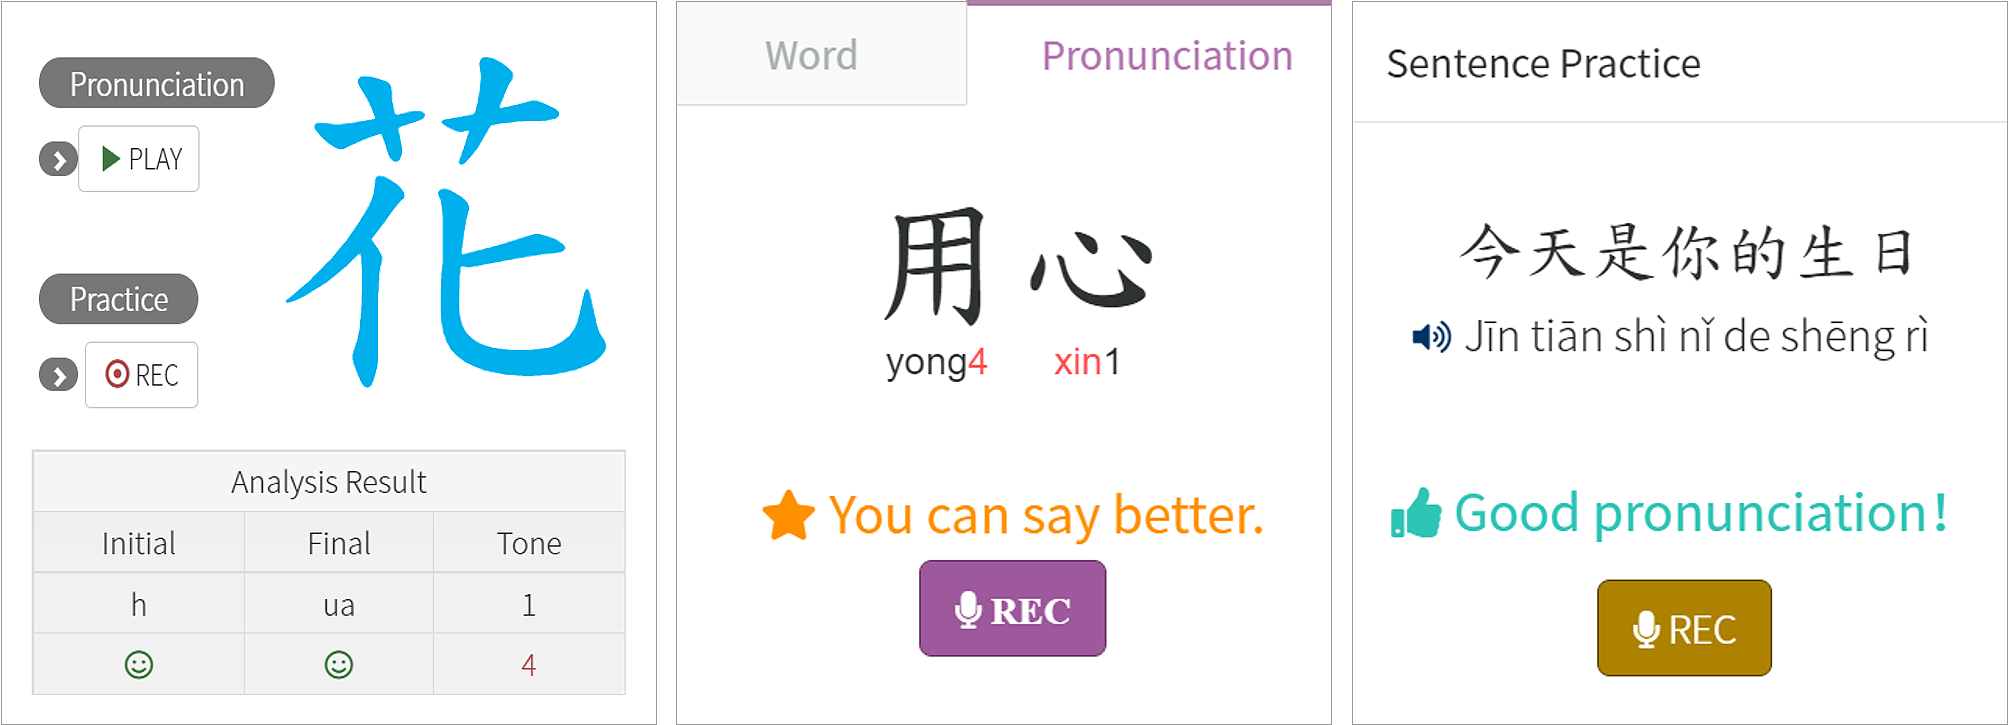 Pronunciation
PLAY
花
Practice
REC
Analysis Result
Initial Final Tone
h ua 1
4
Word Pronunciation
用心
yong4 xin1
You can say better.
REC
Sentence Practice
今天是你的生日
Jīn tiān shì nǐ de shēng rì
Good pronunciation!
REC